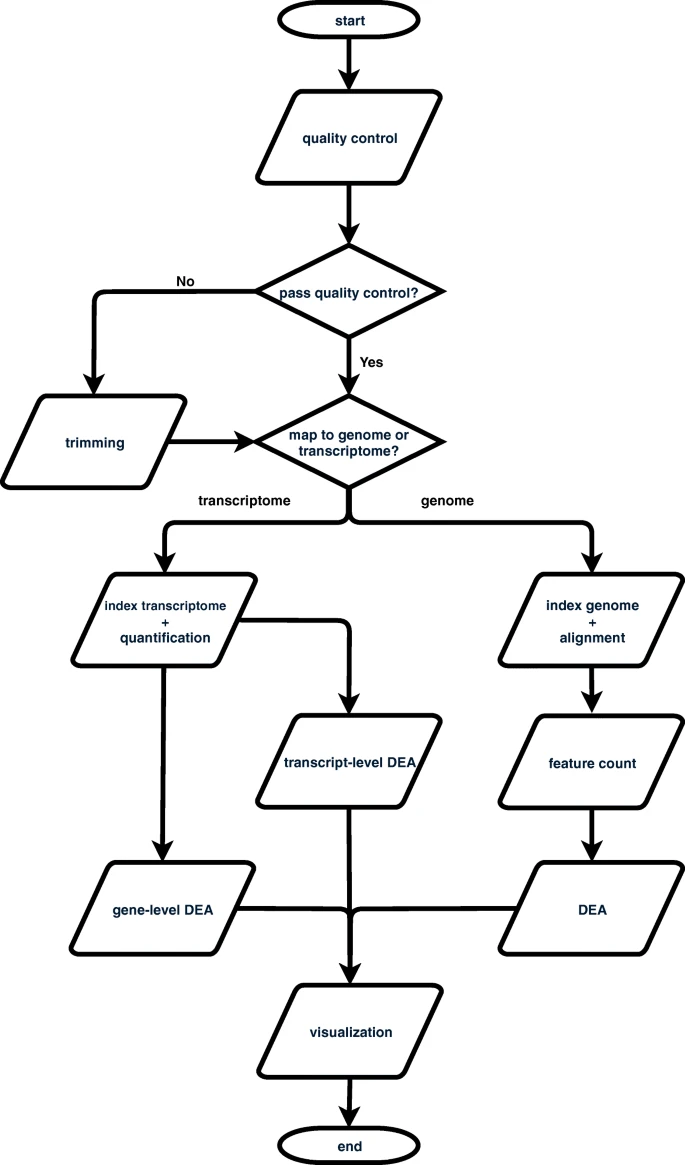 start
quality control
pass quality control?
No
Yes
trimming
map to genome or
transcriptome?
transcriptome
genome
index transcriptome
+
quantification
index genome
+
alignment
transcript-level DEA
feature count
gene-level DEA
DEA
visualization
end